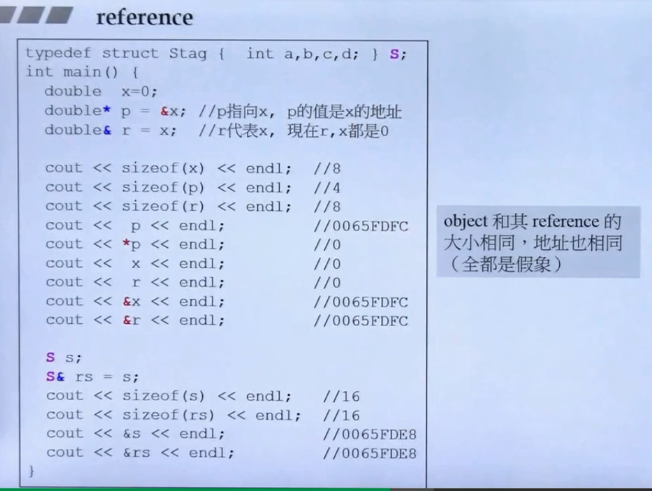 reference
typedef struct Stag { int a,b,c,d; } S;
int main() {
double x=0;
double* p = &x; //p指向x, p的值是x的地址
double& r = x; //r代表x, 現在r,x都是0
cout << sizeof(x) << endl; //8
cout << sizeof(p) << endl; //4
cout << sizeof(r) << endl; //8
cout << p << endl; //0065FDFC
cout << *p << endl; //0
cout << x << endl; //0
cout << r << endl; //0
cout << &x << endl; //0065FDFC
cout << &r << endl; //0065FDFC
S s;
S& rs = s;
cout << sizeof(s) << endl; //16
cout << sizeof(rs) << endl; //16
cout << &s << endl; //0065FDE8
cout << &rs << endl; //0065FDE8
}
object 和其 reference 的
大小相同，地址也相同
（全都是假象）